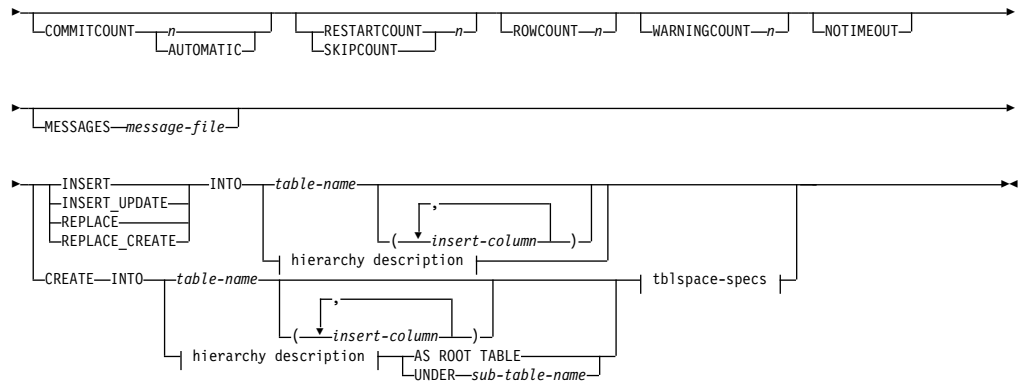 COMMITCOUNT n RESTARTCOUNT n ROWCOUNT n WARNINGCOUNT n NOTIMEOUT
AUTOMATIC SKIPCOUNT
MESSAGES message-file
INSERT INTO table-name
INSERT_UPDATE ,
REPLACE
REPLACE_CREATE ( insert-column )
hierarchy description
CREATE INTO table-name tblspace-specs
,
( insert-column )
hierarchy description AS ROOT TABLE
UNDER sub-table-name